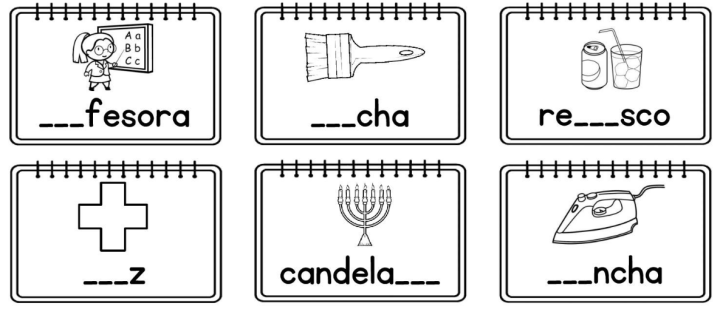 Aa
Bb
Cc
___fesora
___cha
re___sco
___z
candela___
___ncha